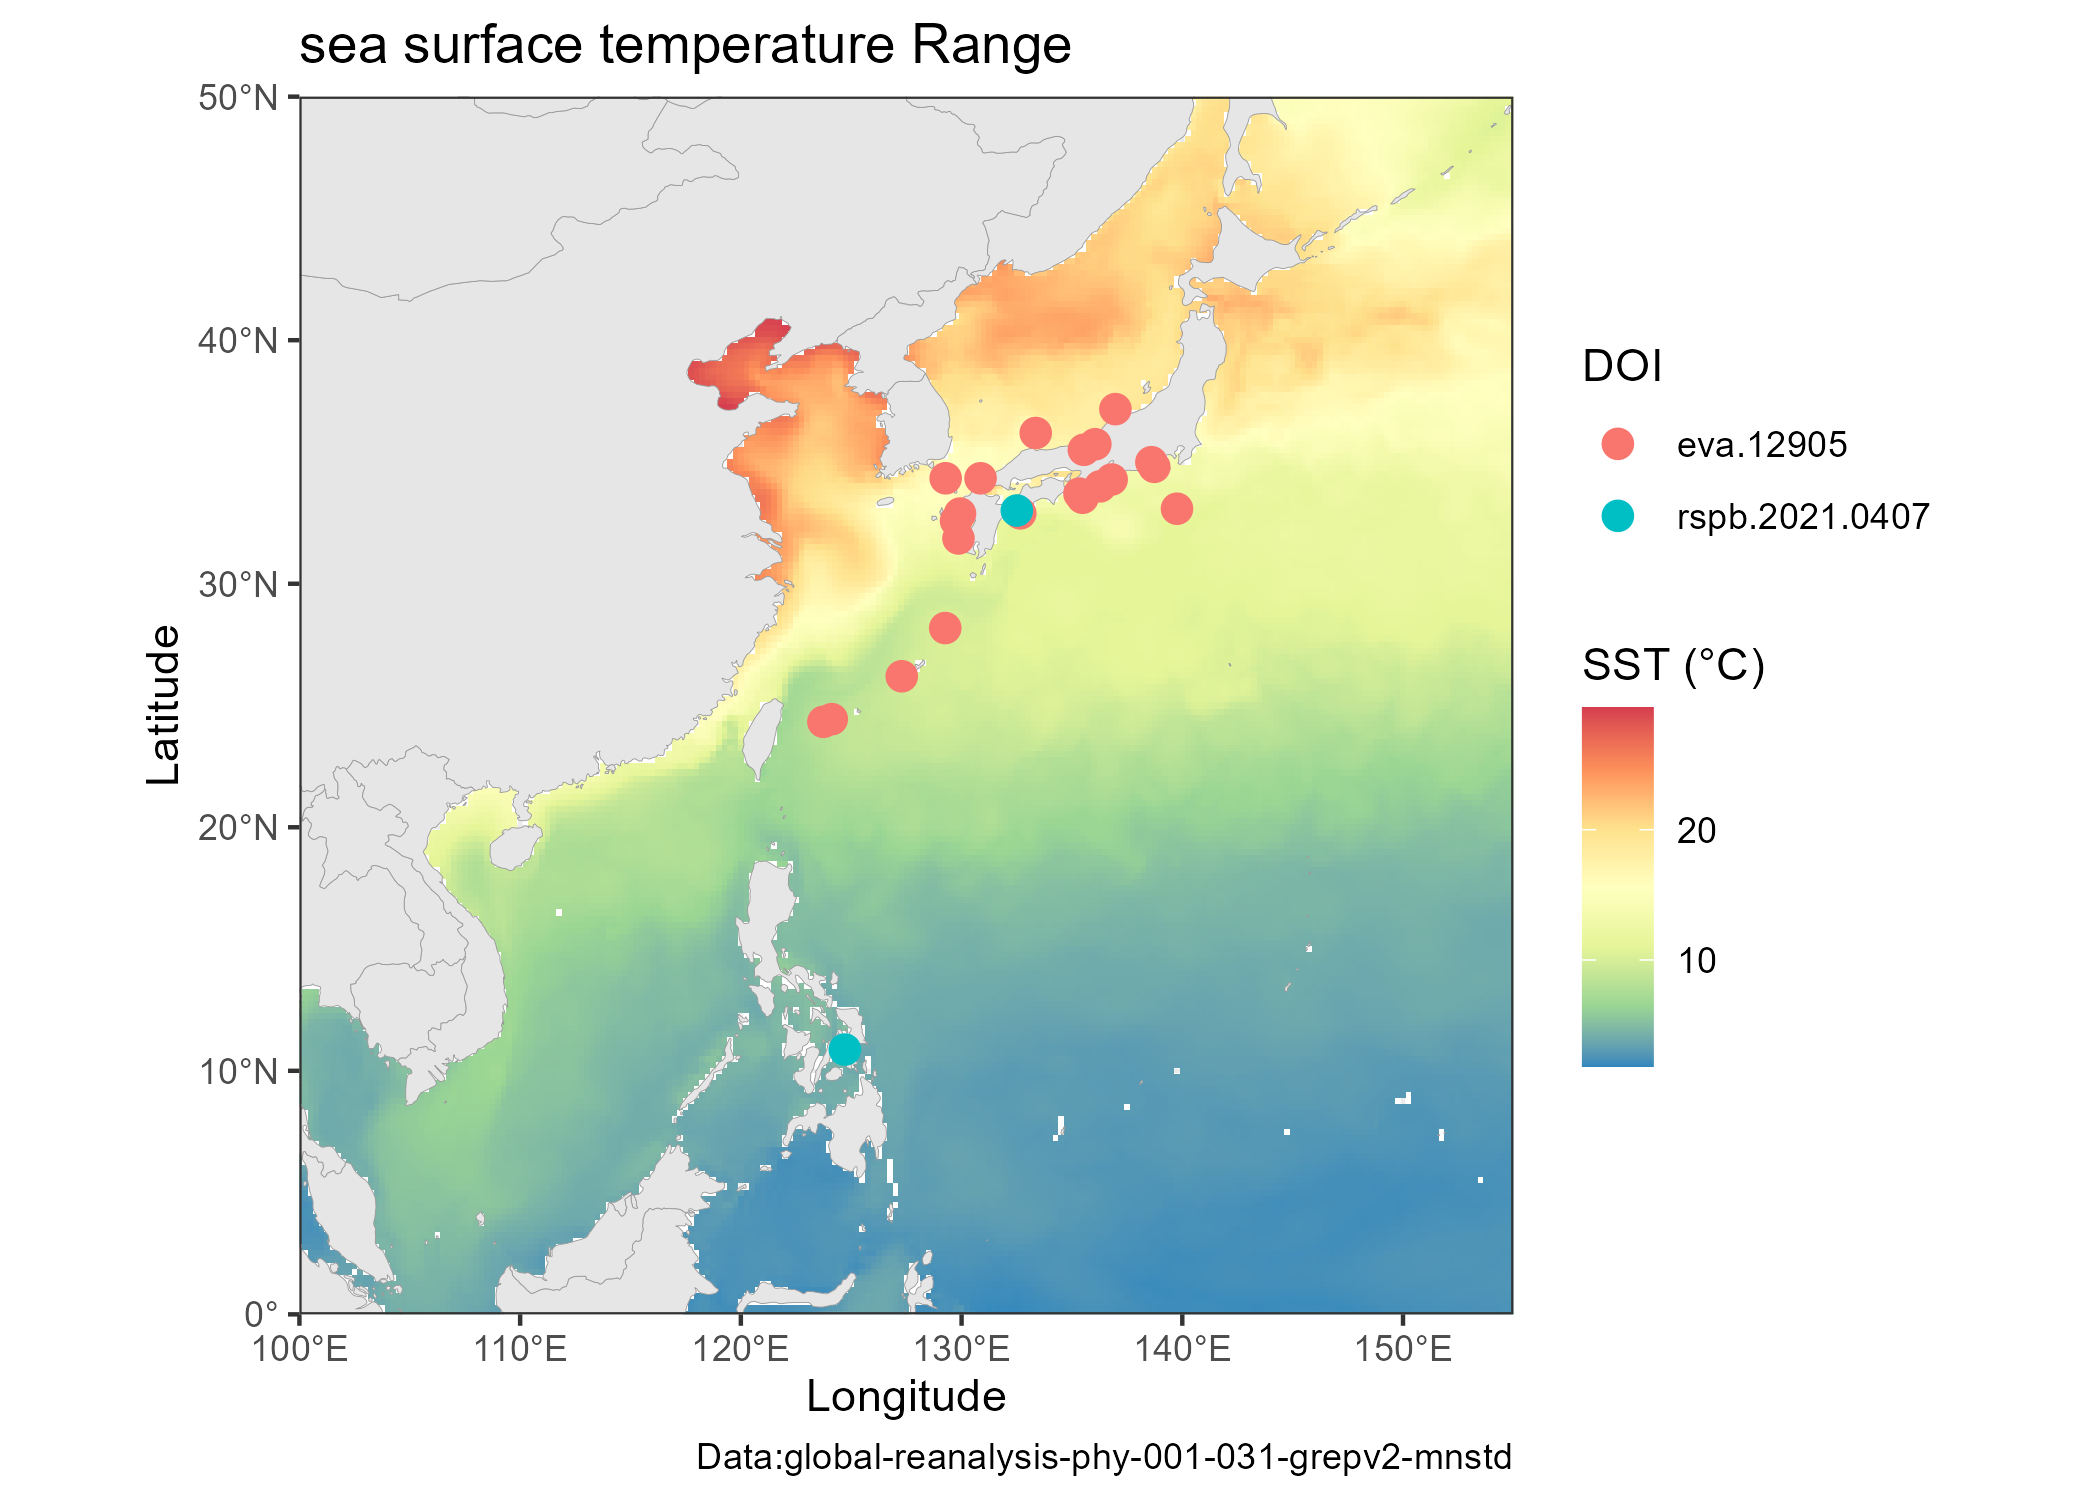 sea surface temperature Range
50°N
40°N
30°N
20°N
10°N
0°
Latitude
100°E 110°E 120°E 130°E 140°E 150°E
Longitude
Data:global-reanalysis-phy-001-031-grepv2-mnstd
DOI
eva.12905
rspb.2021.0407
SST (°C)
20
10